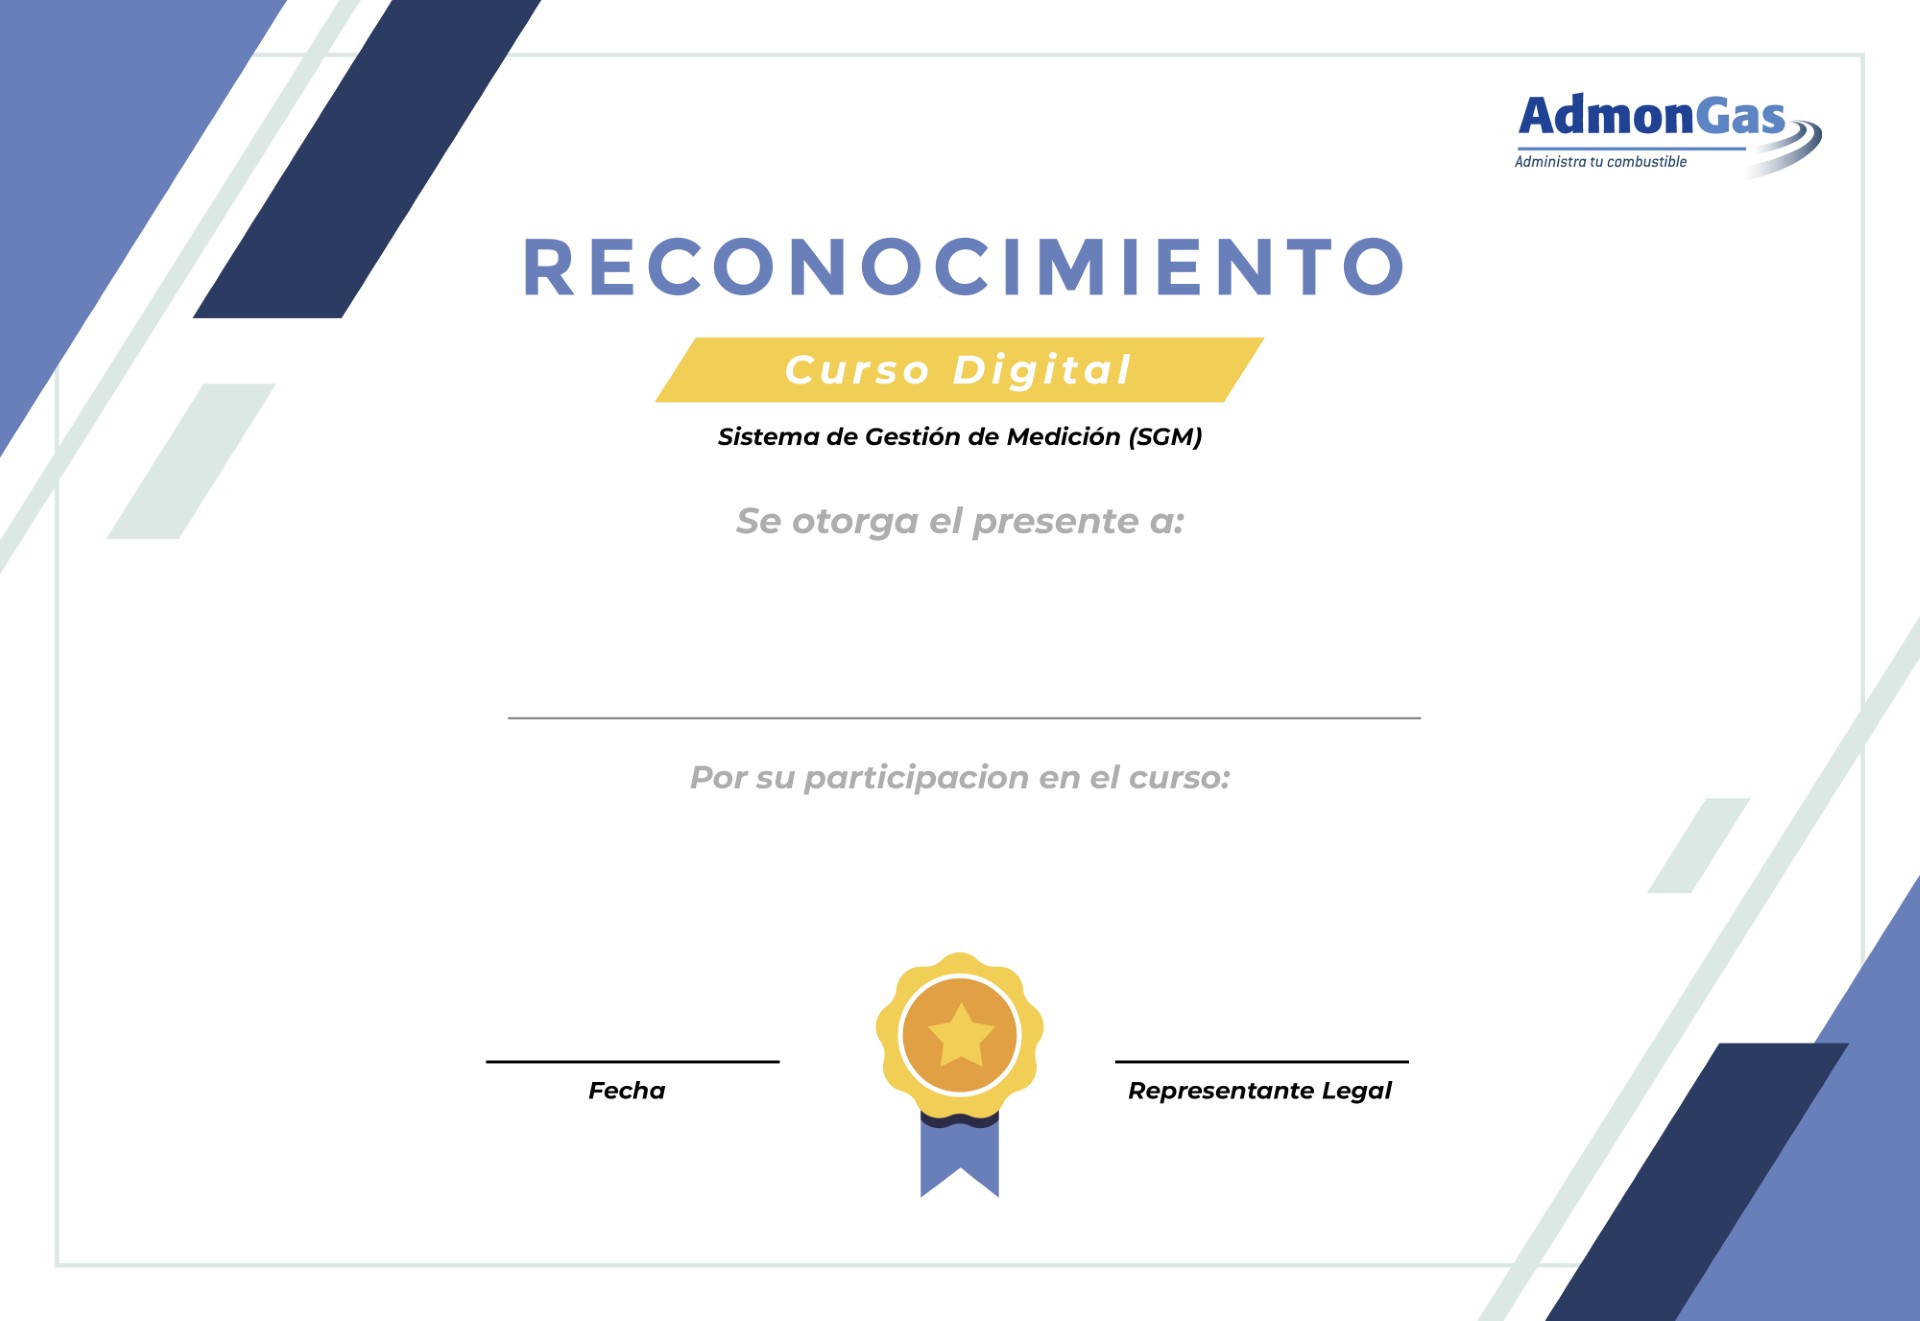 AdmonGas
Administra tu combustible
RECONOCIMIENTO
Curso Digital
Sistema de Gestión de Medición (SGM)
Se otorga el presente a:
Por su participacion en el curso:
Fecha
Representante Legal